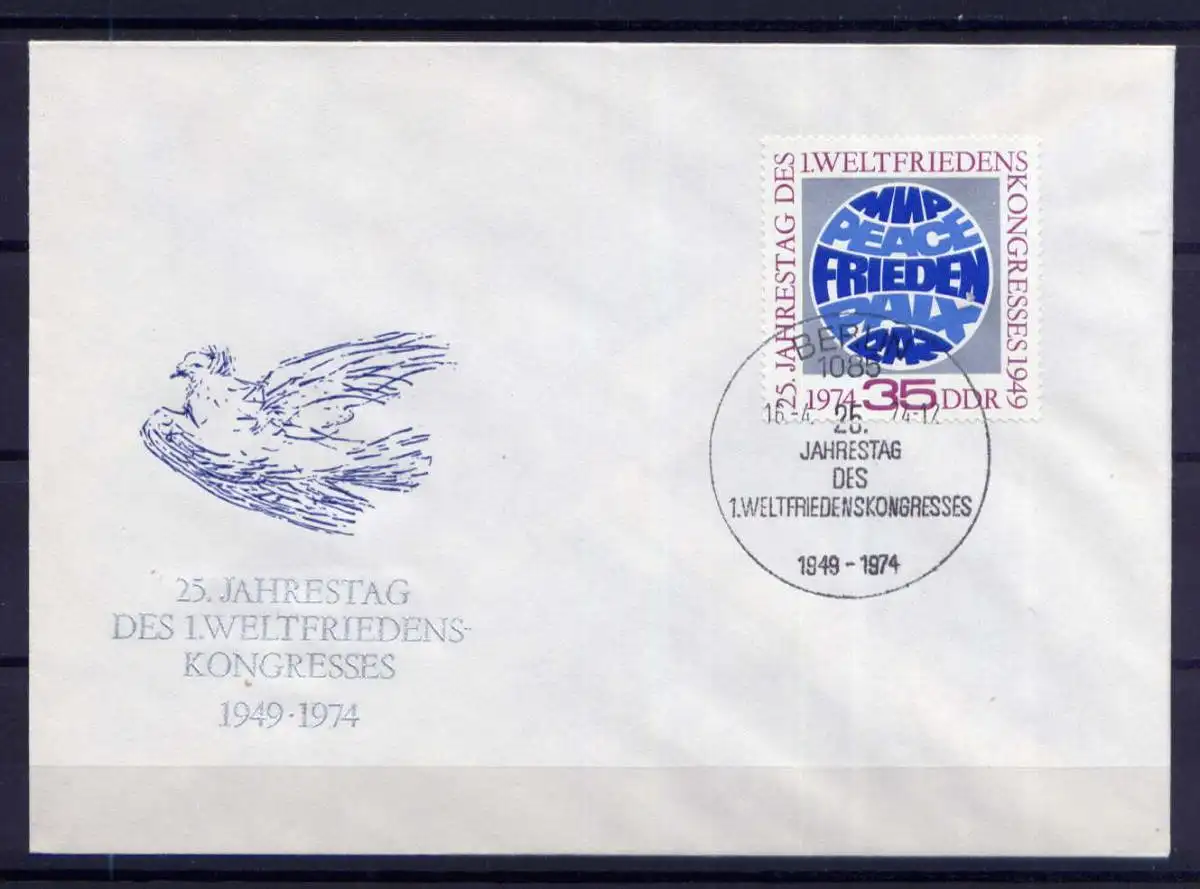 25. JAHRESTAG DES
1.WELTFRIEDENS
KONGRESSES 1949
МИР
PEACE
FRIEDEN
PAIX
1974 35 DDR
BERLIN
1085
25.
JAHRESTAG
DES
1.WELTFRIEDENSKONGRESSES
1949 - 1974
25. JAHRESTAG
DES 1.WELTFRIEDENS-
KONGRESSES
1949·1974